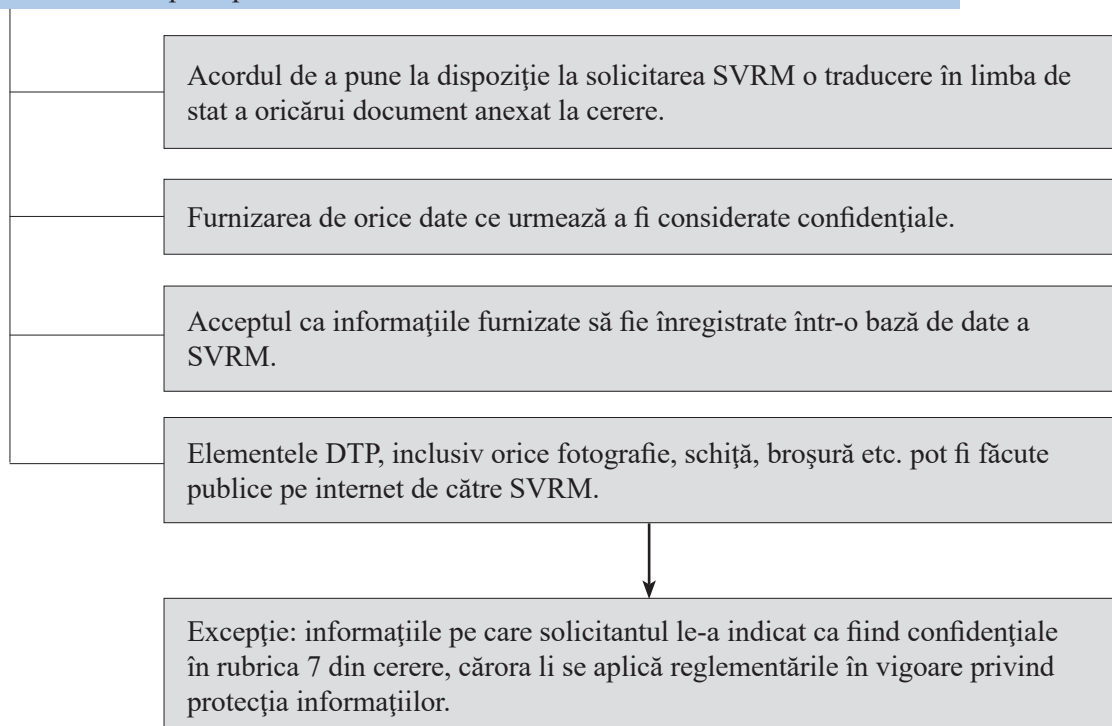 Acordul de a pune la dispoziţie la solicitarea SVRM o traducere în limba de
stat a oricărui document anexat la cerere.
Furnizarea de orice date ce urmează a fi considerate confidenţiale.
Acceptul ca informaţiile furnizate să fie înregistrate într-o bază de date a
SVRM.
Elementele DTP, inclusiv orice fotografie, schiţă, broşură etc. pot fi făcute
publice pe internet de către SVRM.
Excepţie: informaţiile pe care solicitantul le-a indicat ca fiind confidenţiale
în rubrica 7 din cerere, cărora li se aplică reglementările în vigoare privind
protecţia informaţiilor.